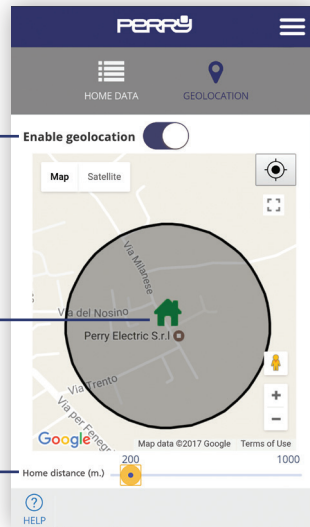 PERRY
HOME DATA
GEOLOCATION
Enable geolocation
Map
Satellite
Via Milanese
Via del Nosino
Perry Electric S.r.l
Via Trento
Via per Fenegr
Google
Map data ©2017 Google
Terms of Use
200
1000
Home distance (m.)
HELP